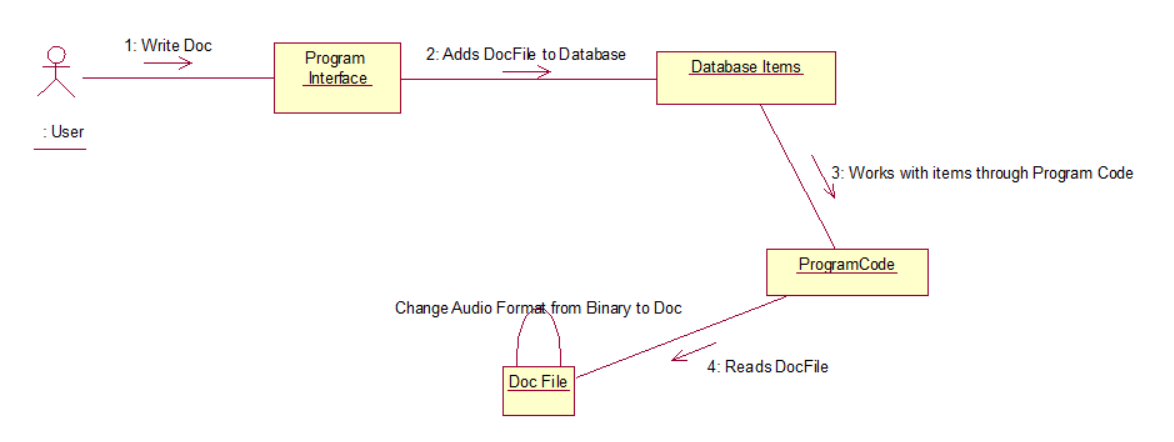 1: Write Doc
Program
Interface
2: Adds DocFile to Database
Database Items
: User
3: Works with items through Program Code
ProgramCode
Change Audio Format from Binary to Doc
4: Reads DocFile
Doc File